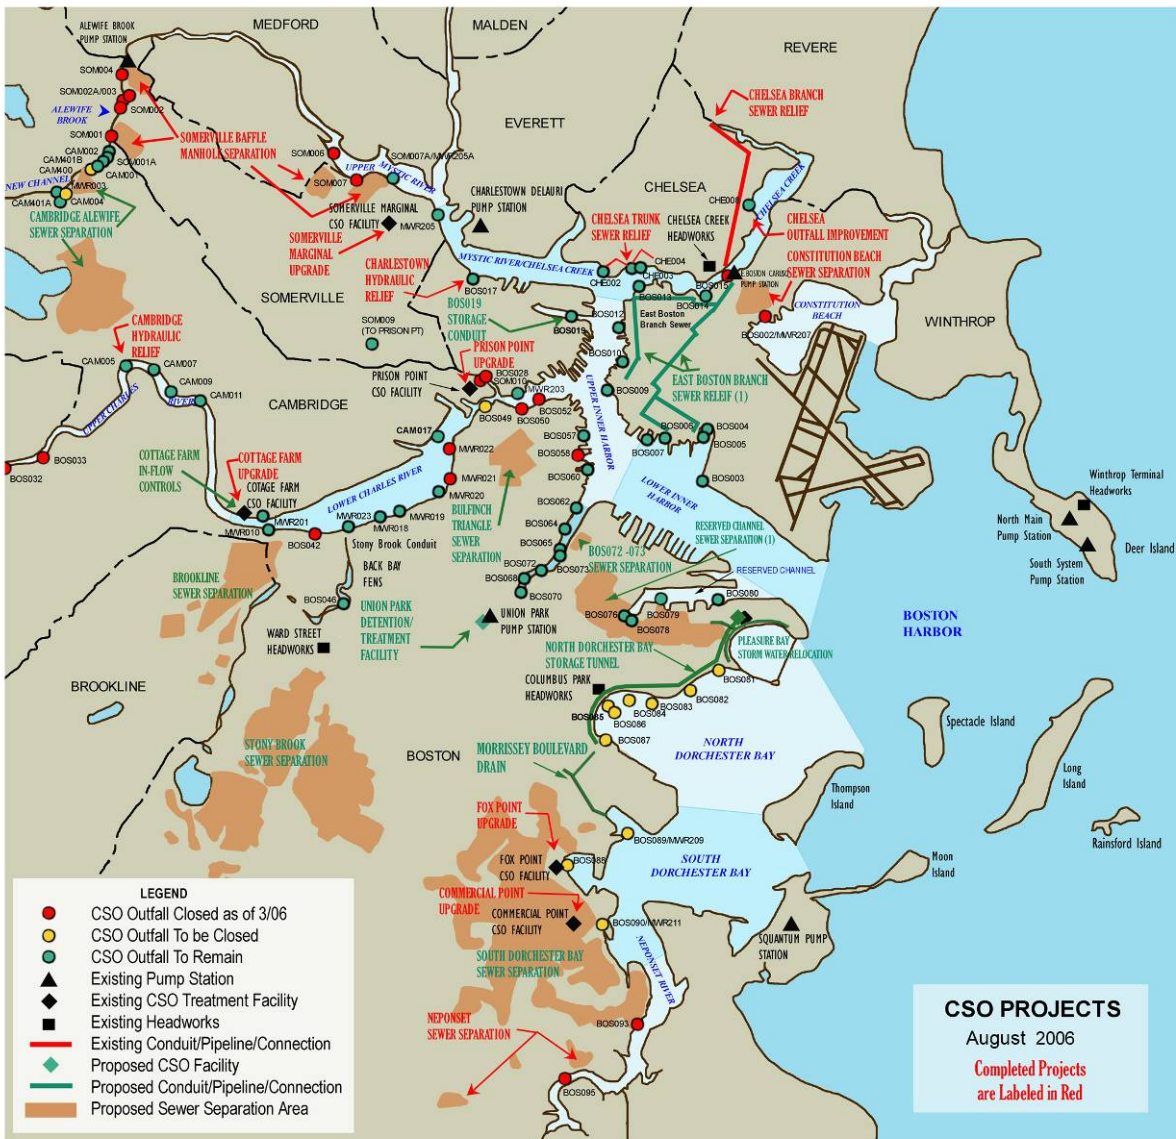 ALEWIFE BROOK
PUMP STATION
MEDFORD
MALDEN
REVERE
SOM004
SOM002A/003
ALEWIFE
BROOK
SOM002
SOM001
CAM002
CAM401B
CAM400
SOM001A
CAM001
NEW CHANNEL
MWR003
CAM401A
CAM004
CAMBRIDGE ALEWIFE
SEWER SEPARATION
SOMERVILLE BAFFLE
MANHOLE SEPARATION
SOM006
SOM007
UPPER
MYSTIC RIVER
SOM007A/MWR205A
EVERETT
CHELSEA BRANCH
SEWER RELIEF
SOMERVILLE MARGINAL
CSO FACILITY
MWR205
SOMERVILLE
MARGINAL
UPGRADE
CHARLESTOWN DELAURI
PUMP STATION
CHELSEA
CHELSEA TRUNK
SEWER RELIEF
CHELSEA CREEK
HEADWORKS
CHE008
CHELSEA CREEK
CHELSEA
OUTFALL IMPROVEMENT
CONSTITUTION BEACH
SEWER SEPARATION
MYSTIC RIVER/CHELSEA CREEK
CHE004
CHE003
CHE002
CHARLESTOWN
HYDRAULIC
RELIEF
BOS017
BOS013
BOS014
BOS015
E.BOSTON CARUSO
PUMP STATION
CONSTITUTION
BEACH
WINTHROP
SOMERVILLE
SOM009
(TO PRISON PT)
BOS019
STORAGE
CONDUIT
BOS019
BOS012
East Boston
Branch Sewer
BOS002/MWR207
CAMBRIDGE
HYDRAULIC
RELIEF
CAM005
CAM007
CAM009
CAM011
UPPER CHARLES
RIVER
CAMBRIDGE
PRISON POINT
UPGRADE
PRISON POINT
CSO FACILITY
BOS028
SOM010
MWR203
BOS049
BOS050
BOS052
BOS010
BOS009
UPPER INNER HARBOR
EAST BOSTON BRANCH
SEWER RELEIF (1)
BOS033
BOS032
CAM017
MWR022
MWR021
MWR020
MWR019
MWR018
MWR023
MWR201
MWR010
BOS042
LOWER CHARLES RIVER
COTTAGE FARM
IN-FLOW
CONTROLS
COTTAGE FARM
UPGRADE
COTAGE FARM
CSO FACILITY
BULFINCH
TRIANGLE
SEWER
SEPARATION
BOS057
BOS058
BOS060
BOS062
BOS064
BOS065
BOS073
BOS072
BOS068
BOS070
BOS007
BOS006
BOS004
BOS005
BOS003
LOWER INNER
HARBOR
Winthrop Terminal
Headworks
North Main
Pump Station
Deer Island
South System
Pump Station
Stony Brook Conduit
BACK BAY
FENS
BOS046
BROOKLINE
SEWER SEPARATION
WARD STREET
HEADWORKS
UNION PARK
DETENTION/
TREATMENT
FACILITY
UNION PARK
PUMP STATION
BOS072 -073
SEWER SEPARATION
RESERVED CHANNEL
SEWER SEPARATION (1)
RESERVED CHANNEL
BOS076
BOS079
BOS078
BOS080
PLEASURE BAY
STORM WATER RELOCATION
BOSTON
HARBOR
NORTH DORCHESTER BAY
STORAGE TUNNEL
COLUMBUS PARK
HEADWORKS
BOS081
BOS082
BOS083
BOS084
BOS085
BOS086
BOS087
NORTH
DORCHESTER BAY
BROOKLINE
STONY BROOK
SEWER SEPARATION
BOSTON
MORRISSEY BOULEVARD
DRAIN
Spectacle Island
Long
Island
Thompson
Island
Rainsford Island
Moon
Island
FOX POINT
UPGRADE
FOX POINT
CSO FACILITY
BOS088
BOS089/MWR209
SOUTH
DORCHESTER BAY
COMMERCIAL POINT
UPGRADE
COMMERCIAL POINT
CSO FACILITY
BOS090/MWR211
SOUTH DORCHESTER BAY
SEWER SEPARATION
NEPONSET RIVER
SQUANTUM PUMP
STATION
NEPONSET
SEWER SEPARATION
BOS093
BOS095
LEGEND
CSO Outfall Closed as of 3/06
CSO Outfall To be Closed
CSO Outfall To Remain
Existing Pump Station
Existing CSO Treatment Facility
Existing Headworks
Existing Conduit/Pipeline/Connection
Proposed CSO Facility
Proposed Conduit/Pipeline/Connection
Proposed Sewer Separation Area
CSO PROJECTS
August 2006
Completed Projects
are Labeled in Red